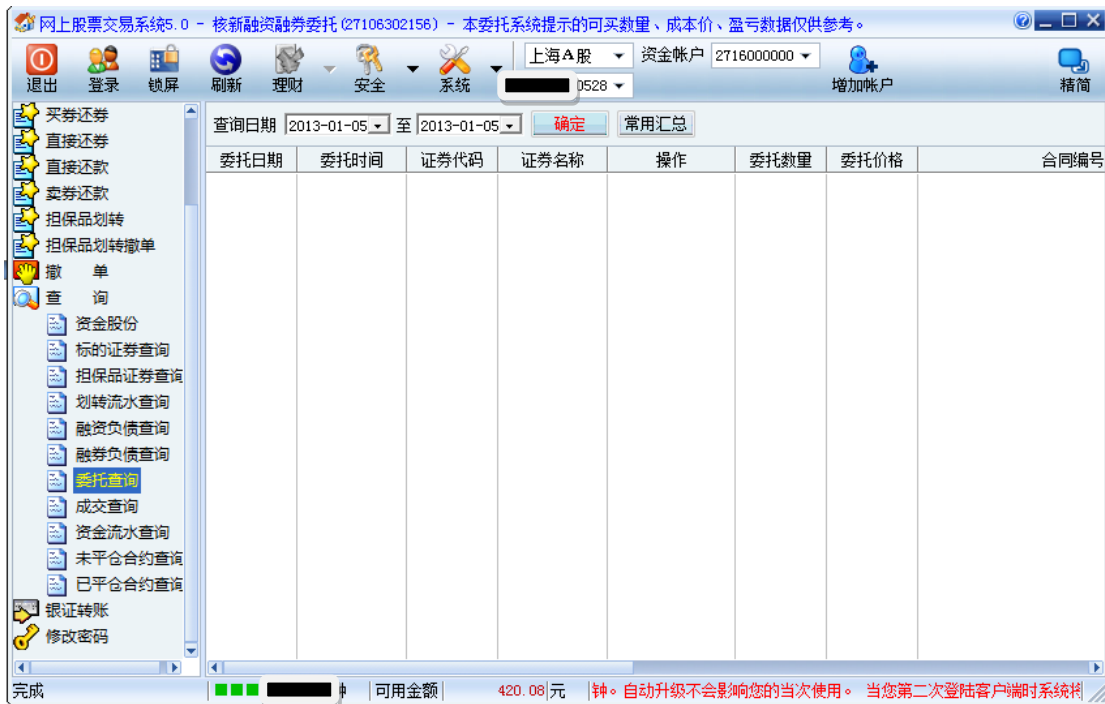 网上股票交易系统5.0 - 核新融资融券委托(27106302156) - 本委托系统提示的可买数量、成本价、盈亏数据仅供参考。
退出 登录 锁屏 刷新 理财 安全 系统 上海A股 资金帐户 2716000000 增加帐户 精简
0528
买券还券
直接还券
直接还款
卖券还款
担保品划转
担保品划转撤单
撤 单
查 询
资金股份
标的证券查询
担保品证券查询
划转流水查询
融资负债查询
融券负债查询
委托查询
成交查询
资金流水查询
未平仓合约查询
已平仓合约查询
银证转账
修改密码
查询日期 2013-01-05 至 2013-01-05 确定 常用汇总
委托日期 委托时间 证券代码 证券名称 操作 委托数量 委托价格 合同编号
完成 可用金额 420.08 元 钟。自动升级不会影响您的当次使用。 当您第二次登陆客户端时系统将